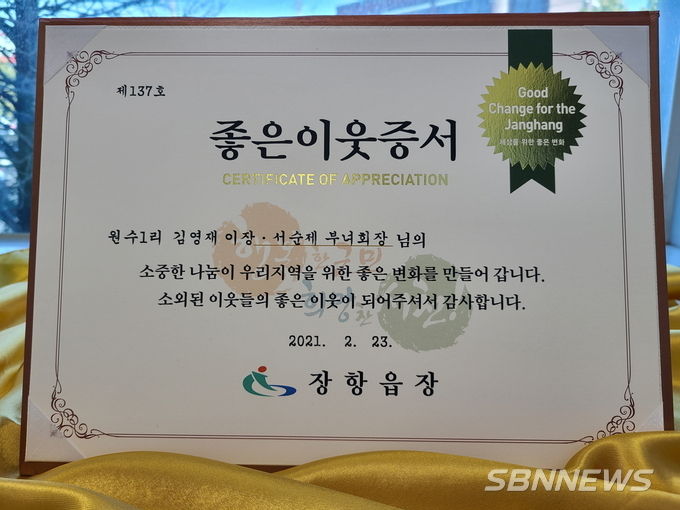 제137호
Good
Change for the
Janghang
세상을 위한 좋은 변화
좋은이웃증서
CERTIFICATE OF APPRECIATION
원수1리 김영재 이장 · 서순제 부녀회장 님의
소중한 나눔이 우리지역을 위한 좋은 변화를 만들어 갑니다.
소외된 이웃들의 좋은 이웃이 되어주셔서 감사합니다.
2021. 2. 23.
장항읍장
SBNNEWS